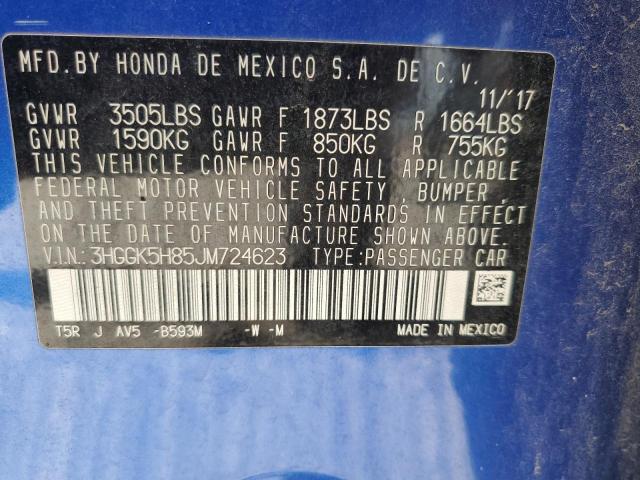 MFD. BY HONDA DE MEXICO S.A. DE C.V.
11/'17
GVWR 3505LBS GAWR F 1873LBS R 1664LBS
GVWR 1590KG GAWR F 850KG R 755KG
THIS VEHICLE CONFORMS TO ALL APPLICABLE
FEDERAL MOTOR VEHICLE SAFETY, BUMPER,
AND THEFT PREVENTION STANDARDS IN EFFECT
ON THE DATE OF MANUFACTURE SHOWN ABOVE.
V.I.N.: 3HGGK5H85JM724623 TYPE: PASSENGER CAR
T5R J AV5 -B593M -W -M MADE IN MEXICO